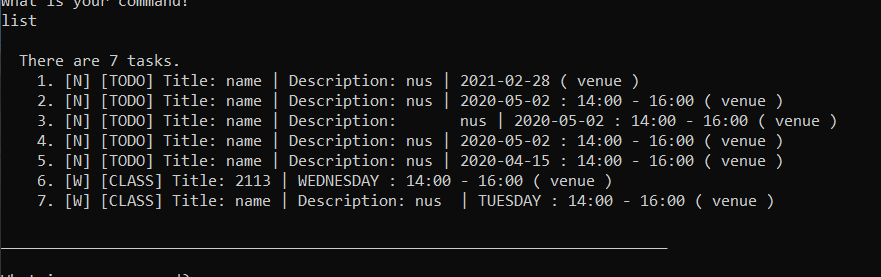 What is your command?
list
There are 7 tasks.
1. [N] [TODO] Title: name | Description: nus | 2021-02-28 ( venue )
2. [N] [TODO] Title: name | Description: nus | 2020-05-02 : 14:00 - 16:00 ( venue )
3. [N] [TODO] Title: name | Description:       nus | 2020-05-02 : 14:00 - 16:00 ( venue )
4. [N] [TODO] Title: name | Description: nus | 2020-05-02 : 14:00 - 16:00 ( venue )
5. [N] [TODO] Title: name | Description: nus | 2020-04-15 : 14:00 - 16:00 ( venue )
6. [W] [CLASS] Title: 2113 | WEDNESDAY : 14:00 - 16:00 ( venue )
7. [W] [CLASS] Title: name | Description: nus  | TUESDAY : 14:00 - 16:00 ( venue )